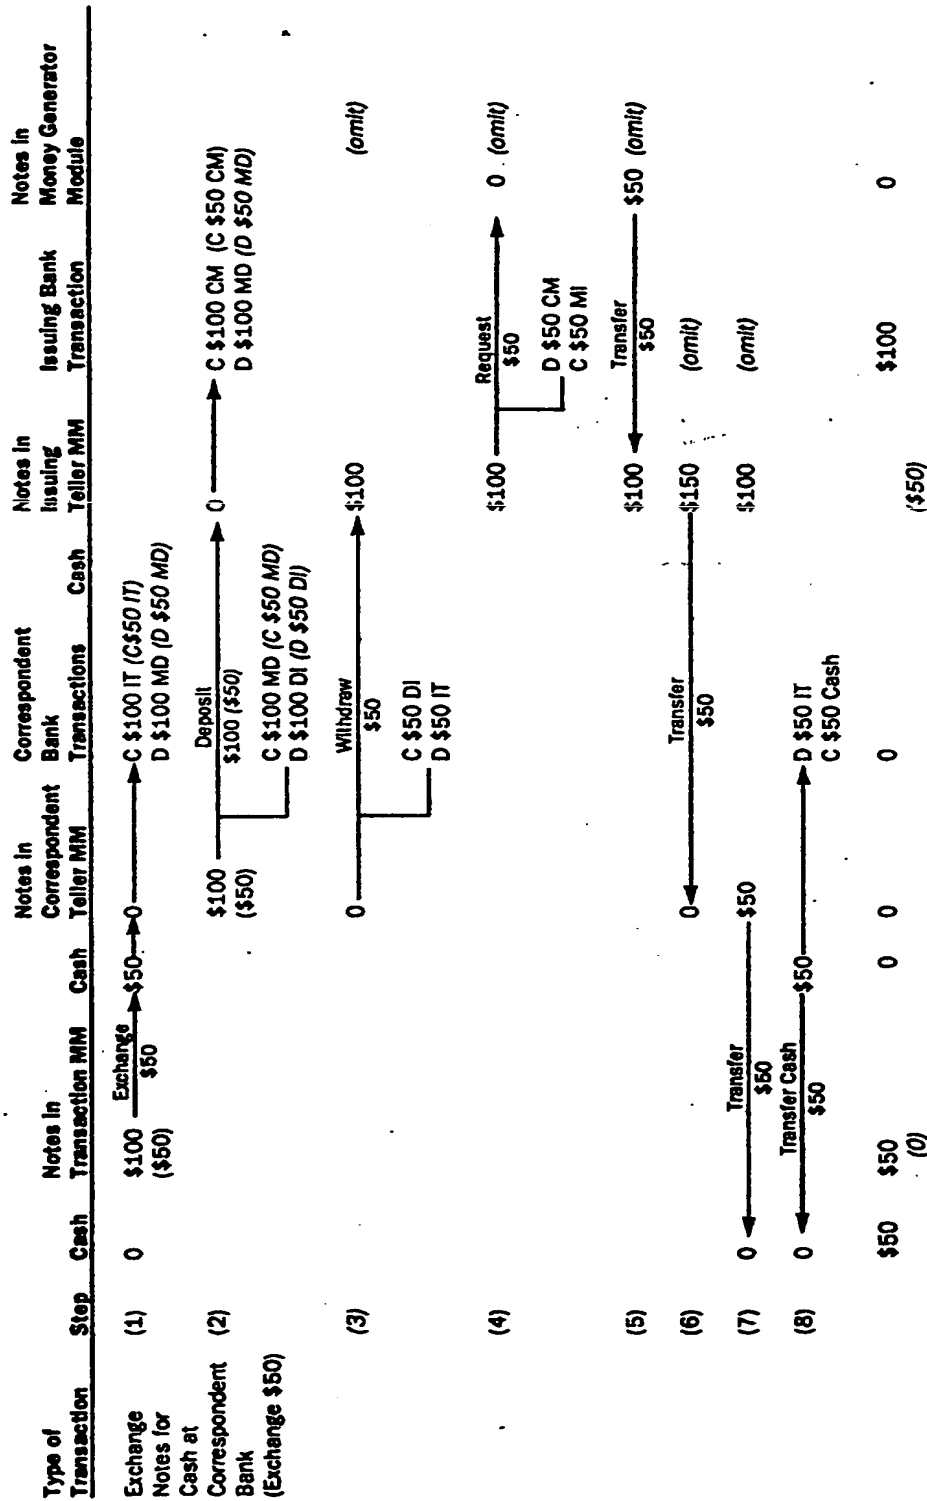 Type of Transaction Step Cash Notes in Transaction MM Cash Notes in Correspondent Teller MM Correspondent Bank Transactions Cash Notes in Issuing Teller MM Issuing Bank Transaction Notes in Money Generator Module
Exchange Notes for Cash at Correspondent Bank (Exchange $50)
(1) 0 $100 Exchange $50 0 C $100 IT (C$50 IT)
($50) $50 D $100 MD (D $50 MD)
(2) $100 Deposit 0 C $100 CM (C $50 CM)
($50) $100 ($50) D $100 MD (D $50 MD)
C $100 MD (C $50 MD)
D $100 DI (D $50 DI)
(3) 0 Withdraw $100 (omit)
$50
C $50 DI
D $50 IT
(4) $100 Request 0 (omit)
$50
D $50 CM
C $50 MI
(5) $100 Transfer $50 (omit)
$50
(6) 0 Transfer $150 (omit)
$50
(7) 0 Transfer $50 $100 (omit)
$50
(8) 0 Transfer Cash $50 D $50 IT
$50 C $50 Cash
$50 $50 0 0 0 $100 0
(0) ($50)